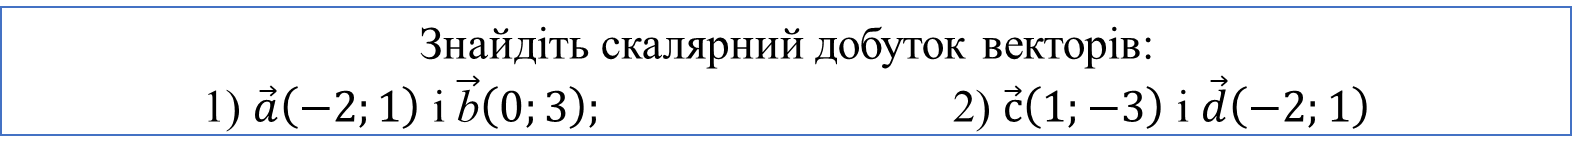 Знайдіть скалярний добуток векторів:
1) a⃗(−2; 1) і b⃗(0; 3); 2) c⃗(1; −3) і d⃗(−2; 1)